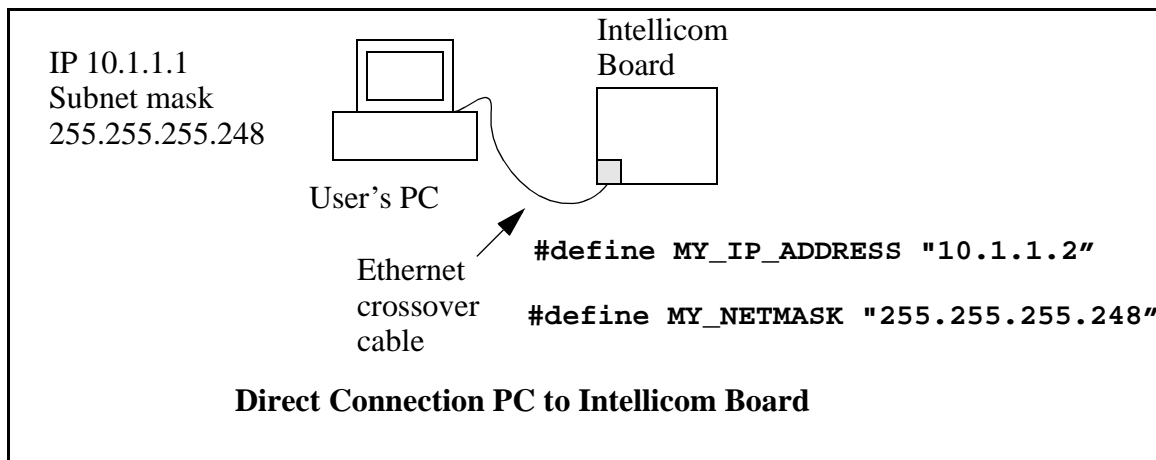 IP 10.1.1.1
Subnet mask
255.255.255.248
User’s PC
Intellicom
Board
Ethernet
crossover
cable
#define MY_IP_ADDRESS "10.1.1.2”
#define MY_NETMASK "255.255.255.248”
Direct Connection PC to Intellicom Board